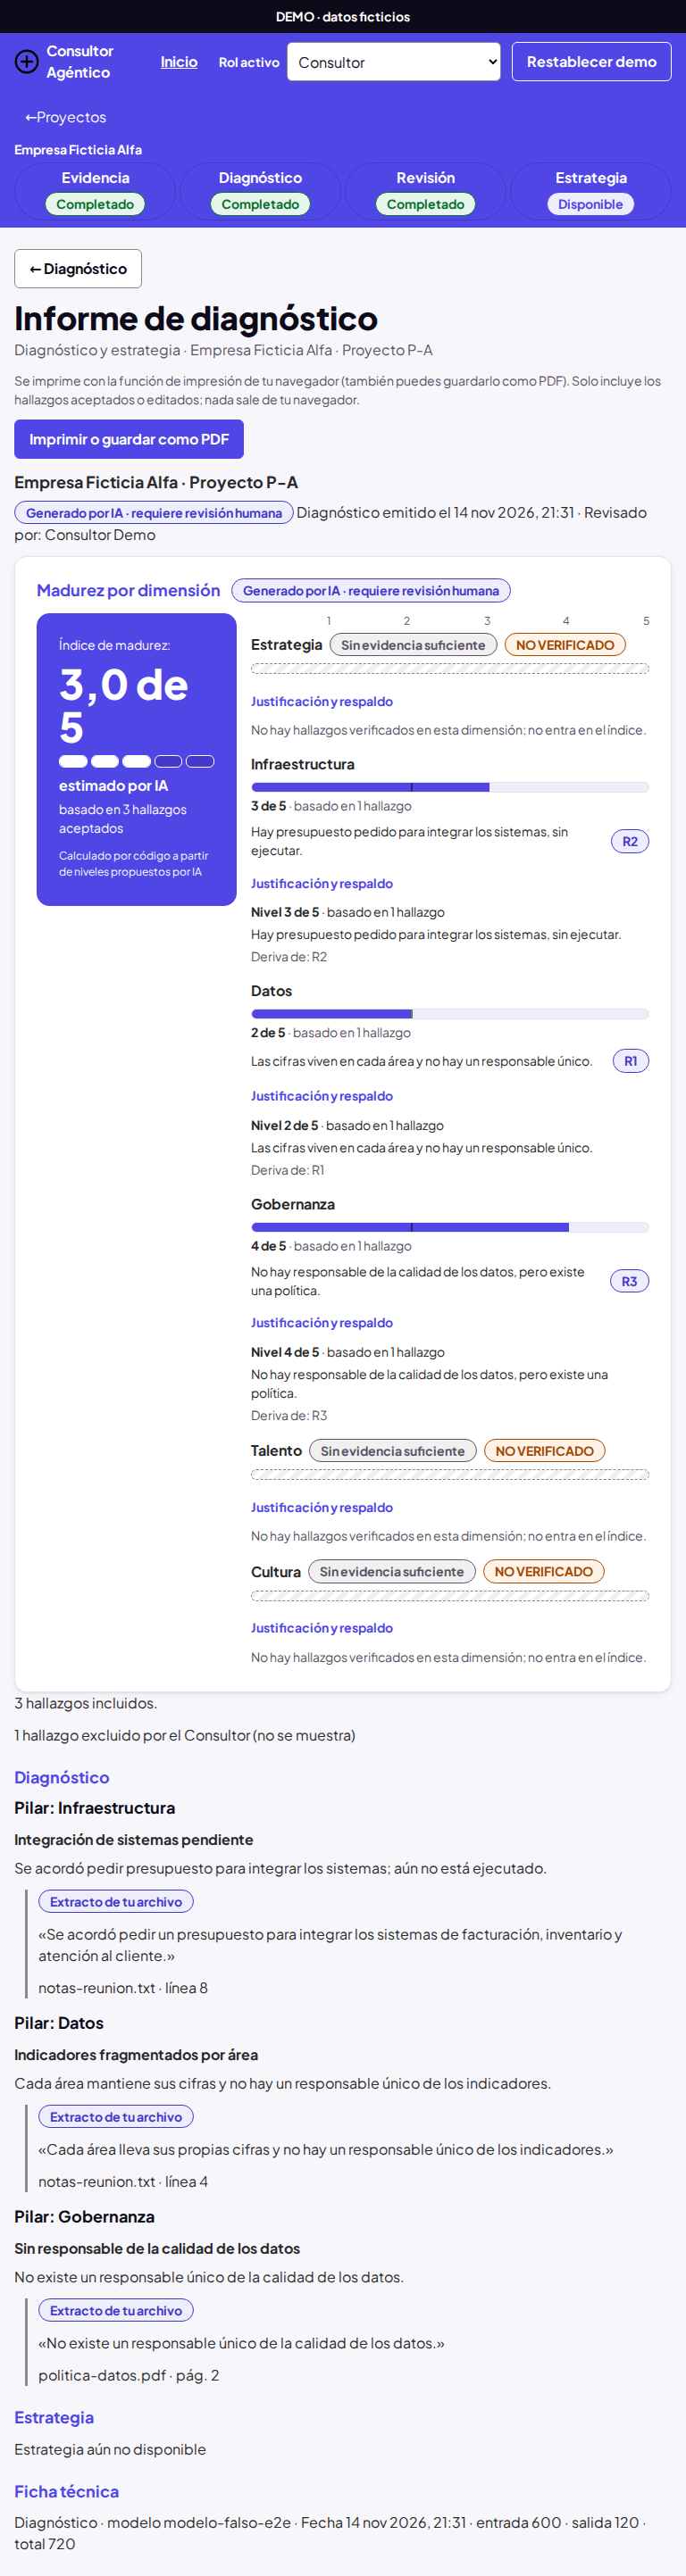 DEMO · datos ficticios
Consultor
Agéntico
Inicio
Rol activo
Consultor
Restablecer demo
←Proyectos
Empresa Ficticia Alfa
Evidencia
Completado
Diagnóstico
Completado
Revisión
Completado
Estrategia
Disponible
← Diagnóstico
Informe de diagnóstico
Diagnóstico y estrategia · Empresa Ficticia Alfa · Proyecto P-A
Se imprime con la función de impresión de tu navegador (también puedes guardarlo como PDF). Solo incluye los
hallazgos aceptados o editados; nada sale de tu navegador.
Imprimir o guardar como PDF
Empresa Ficticia Alfa · Proyecto P-A
Generado por IA · requiere revisión humana Diagnóstico emitido el 14 nov 2026, 21:31 · Revisado
por: Consultor Demo
Madurez por dimensión Generado por IA · requiere revisión humana
Índice de madurez:
3,0 de
5
estimado por IA
basado en 3 hallazgos
aceptados
Calculado por código a partir
de niveles propuestos por IA
1 2 3 4 5
Estrategia Sin evidencia suficiente NO VERIFICADO
Justificación y respaldo
No hay hallazgos verificados en esta dimensión; no entra en el índice.
Infraestructura
3 de 5 · basado en 1 hallazgo
Hay presupuesto pedido para integrar los sistemas, sin
ejecutar.
R2
Justificación y respaldo
Nivel 3 de 5 · basado en 1 hallazgo
Hay presupuesto pedido para integrar los sistemas, sin ejecutar.
Deriva de: R2
Datos
2 de 5 · basado en 1 hallazgo
Las cifras viven en cada área y no hay un responsable único.
R1
Justificación y respaldo
Nivel 2 de 5 · basado en 1 hallazgo
Las cifras viven en cada área y no hay un responsable único.
Deriva de: R1
Gobernanza
4 de 5 · basado en 1 hallazgo
No hay responsable de la calidad de los datos, pero existe
una política.
R3
Justificación y respaldo
Nivel 4 de 5 · basado en 1 hallazgo
No hay responsable de la calidad de los datos, pero existe una
política.
Deriva de: R3
Talento Sin evidencia suficiente NO VERIFICADO
Justificación y respaldo
No hay hallazgos verificados en esta dimensión; no entra en el índice.
Cultura Sin evidencia suficiente NO VERIFICADO
Justificación y respaldo
No hay hallazgos verificados en esta dimensión; no entra en el índice.
3 hallazgos incluidos.
1 hallazgo excluido por el Consultor (no se muestra)
Diagnóstico
Pilar: Infraestructura
Integración de sistemas pendiente
Se acordó pedir presupuesto para integrar los sistemas; aún no está ejecutado.
Extracto de tu archivo
«Se acordó pedir un presupuesto para integrar los sistemas de facturación, inventario y
atención al cliente.»
notas-reunion.txt · línea 8
Pilar: Datos
Indicadores fragmentados por área
Cada área mantiene sus cifras y no hay un responsable único de los indicadores.
Extracto de tu archivo
«Cada área lleva sus propias cifras y no hay un responsable único de los indicadores.»
notas-reunion.txt · línea 4
Pilar: Gobernanza
Sin responsable de la calidad de los datos
No existe un responsable único de la calidad de los datos.
Extracto de tu archivo
«No existe un responsable único de la calidad de los datos.»
politica-datos.pdf · pág. 2
Estrategia
Estrategia aún no disponible
Ficha técnica
Diagnóstico · modelo modelo-falso-e2e · Fecha 14 nov 2026, 21:31 · entrada 600 · salida 120 ·
total 720